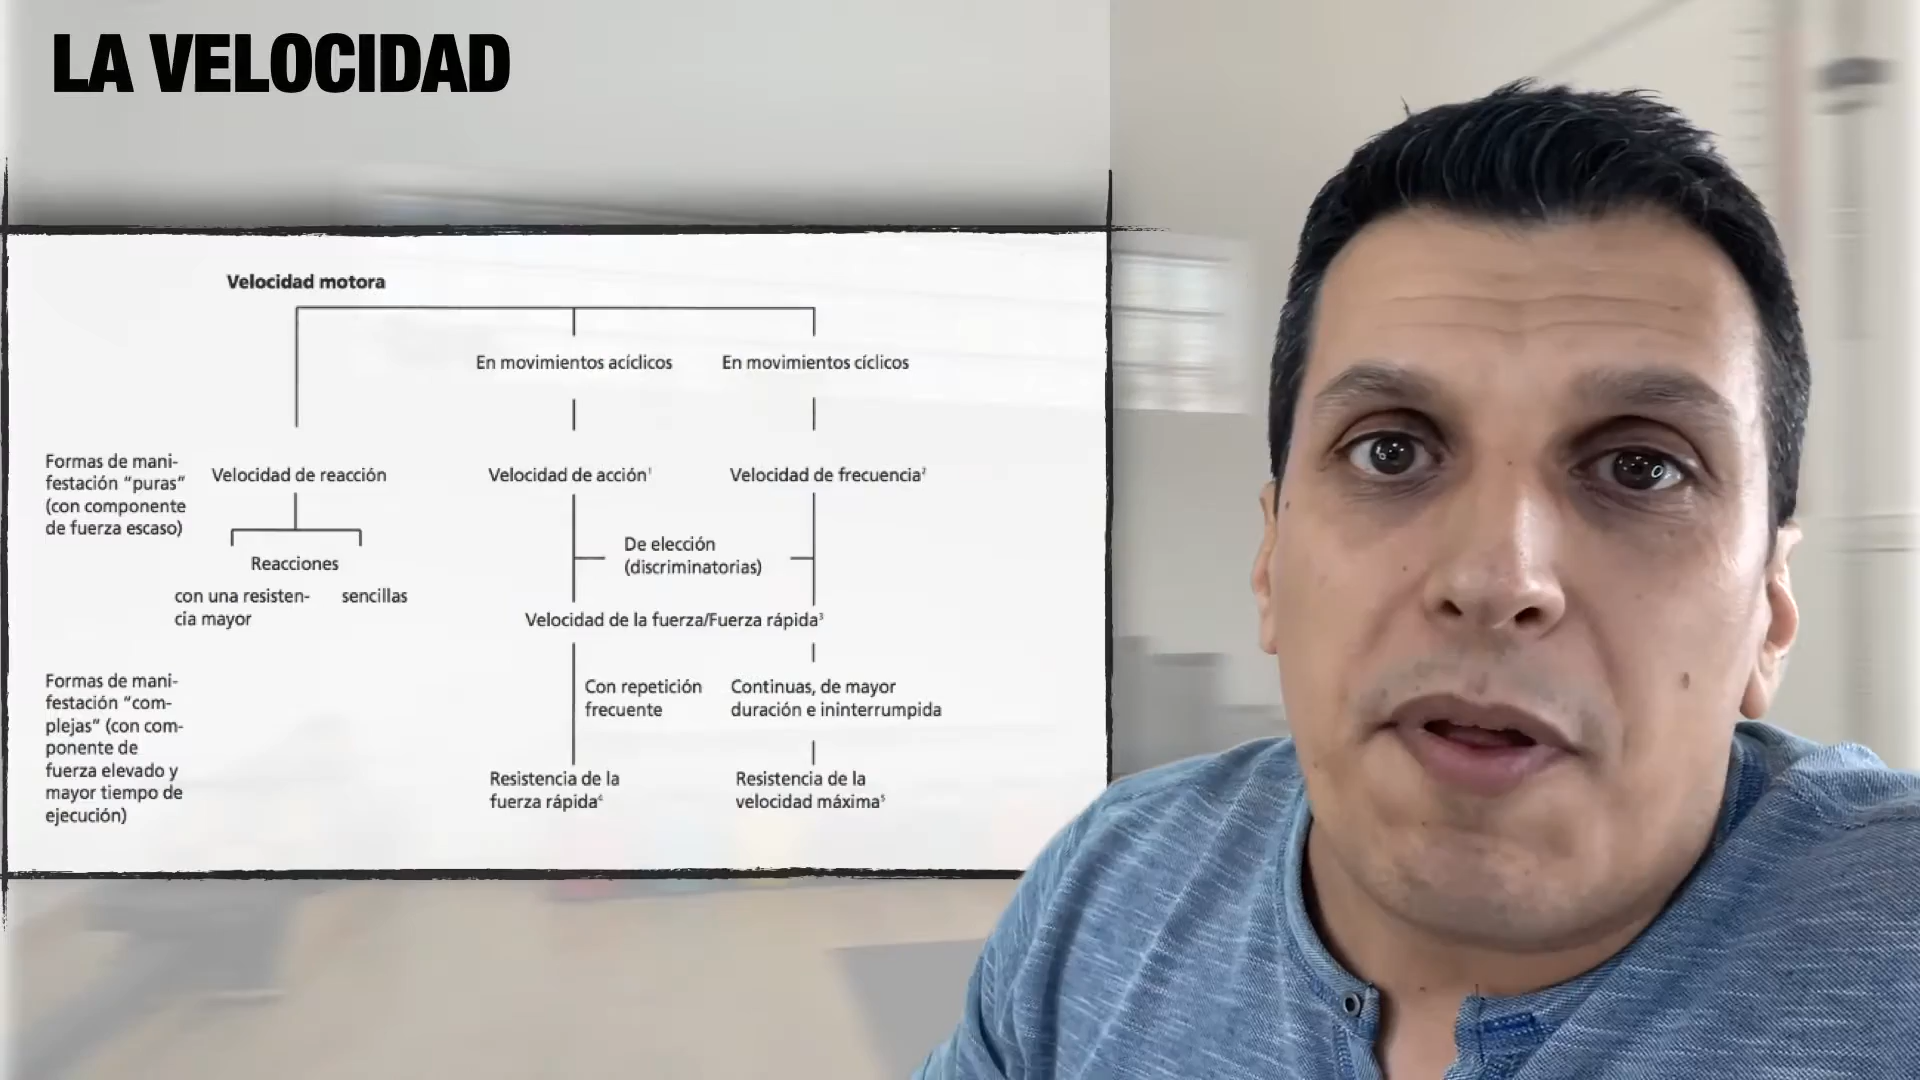 LA VELOCIDAD
Velocidad motora
En movimientos acíclicos
En movimientos cíclicos
Formas de mani-
festación “puras”
(con componente
de fuerza escaso)
Velocidad de reacción
Velocidad de acción¹
Velocidad de frecuencia²
De elección
(discriminatorias)
Reacciones
con una resisten-
cia mayor
sencillas
Velocidad de la fuerza/Fuerza rápida³
Formas de mani-
festación “com-
plejas” (con com-
ponente de
fuerza elevado y
mayor tiempo de
ejecución)
Con repetición
frecuente
Continuas, de mayor
duración e ininterrumpida
Resistencia de la
fuerza rápida⁴
Resistencia de la
velocidad máxima⁵